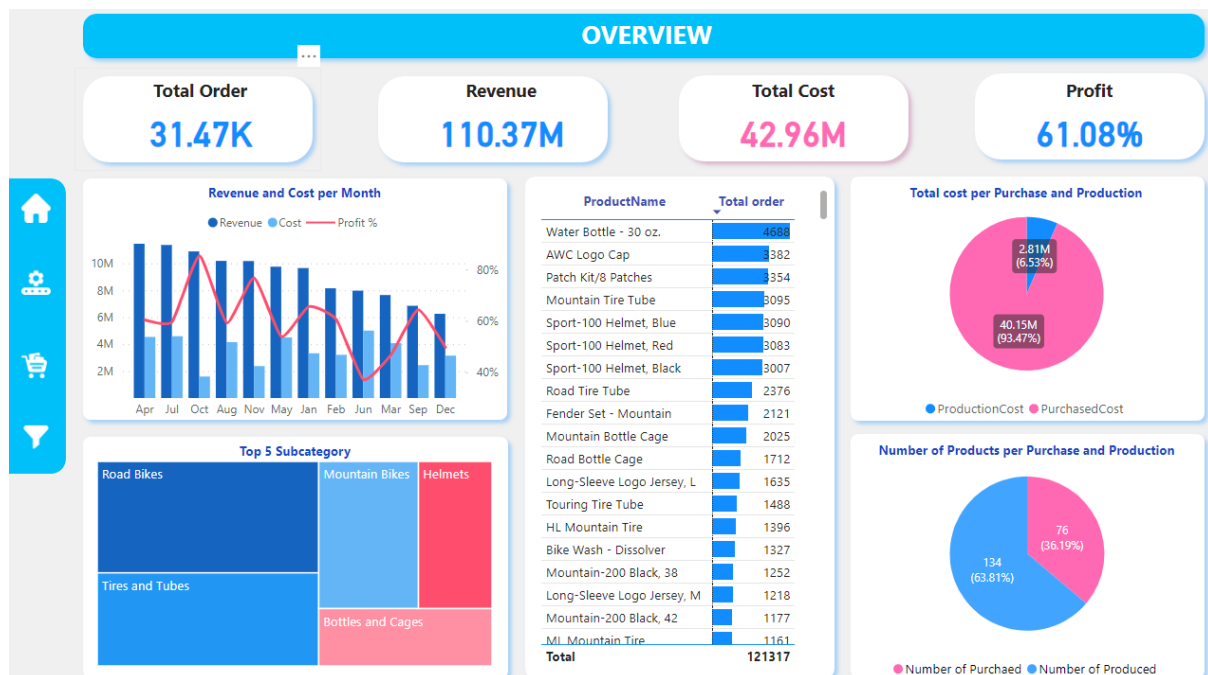 OVERVIEW
...
Total Order
31.47K
Revenue
110.37M
Total Cost
42.96M
Profit
61.08%
Revenue and Cost per Month
Revenue Cost Profit %
10M
8M
6M
4M
2M
80%
60%
40%
Apr Jul Oct Aug Nov May Jan Feb Jun Mar Sep Dec
Top 5 Subcategory
Road Bikes
Mountain Bikes
Helmets
Tires and Tubes
Bottles and Cages
ProductName Total order
Water Bottle - 30 oz. 4688
AWC Logo Cap 3382
Patch Kit/8 Patches 3354
Mountain Tire Tube 3095
Sport-100 Helmet, Blue 3090
Sport-100 Helmet, Red 3083
Sport-100 Helmet, Black 3007
Road Tire Tube 2376
Fender Set - Mountain 2121
Mountain Bottle Cage 2025
Road Bottle Cage 1712
Long-Sleeve Logo Jersey, L 1635
Touring Tire Tube 1488
HL Mountain Tire 1396
Bike Wash - Dissolver 1327
Mountain-200 Black, 38 1252
Long-Sleeve Logo Jersey, M 1218
Mountain-200 Black, 42 1177
ML Mountain Tire 1161
Total 121317
Total cost per Purchase and Production
2.81M
(6.53%)
40.15M
(93.47%)
ProductionCost PurchasedCost
Number of Products per Purchase and Production
76
(36.19%)
134
(63.81%)
Number of Purchaed Number of Produced